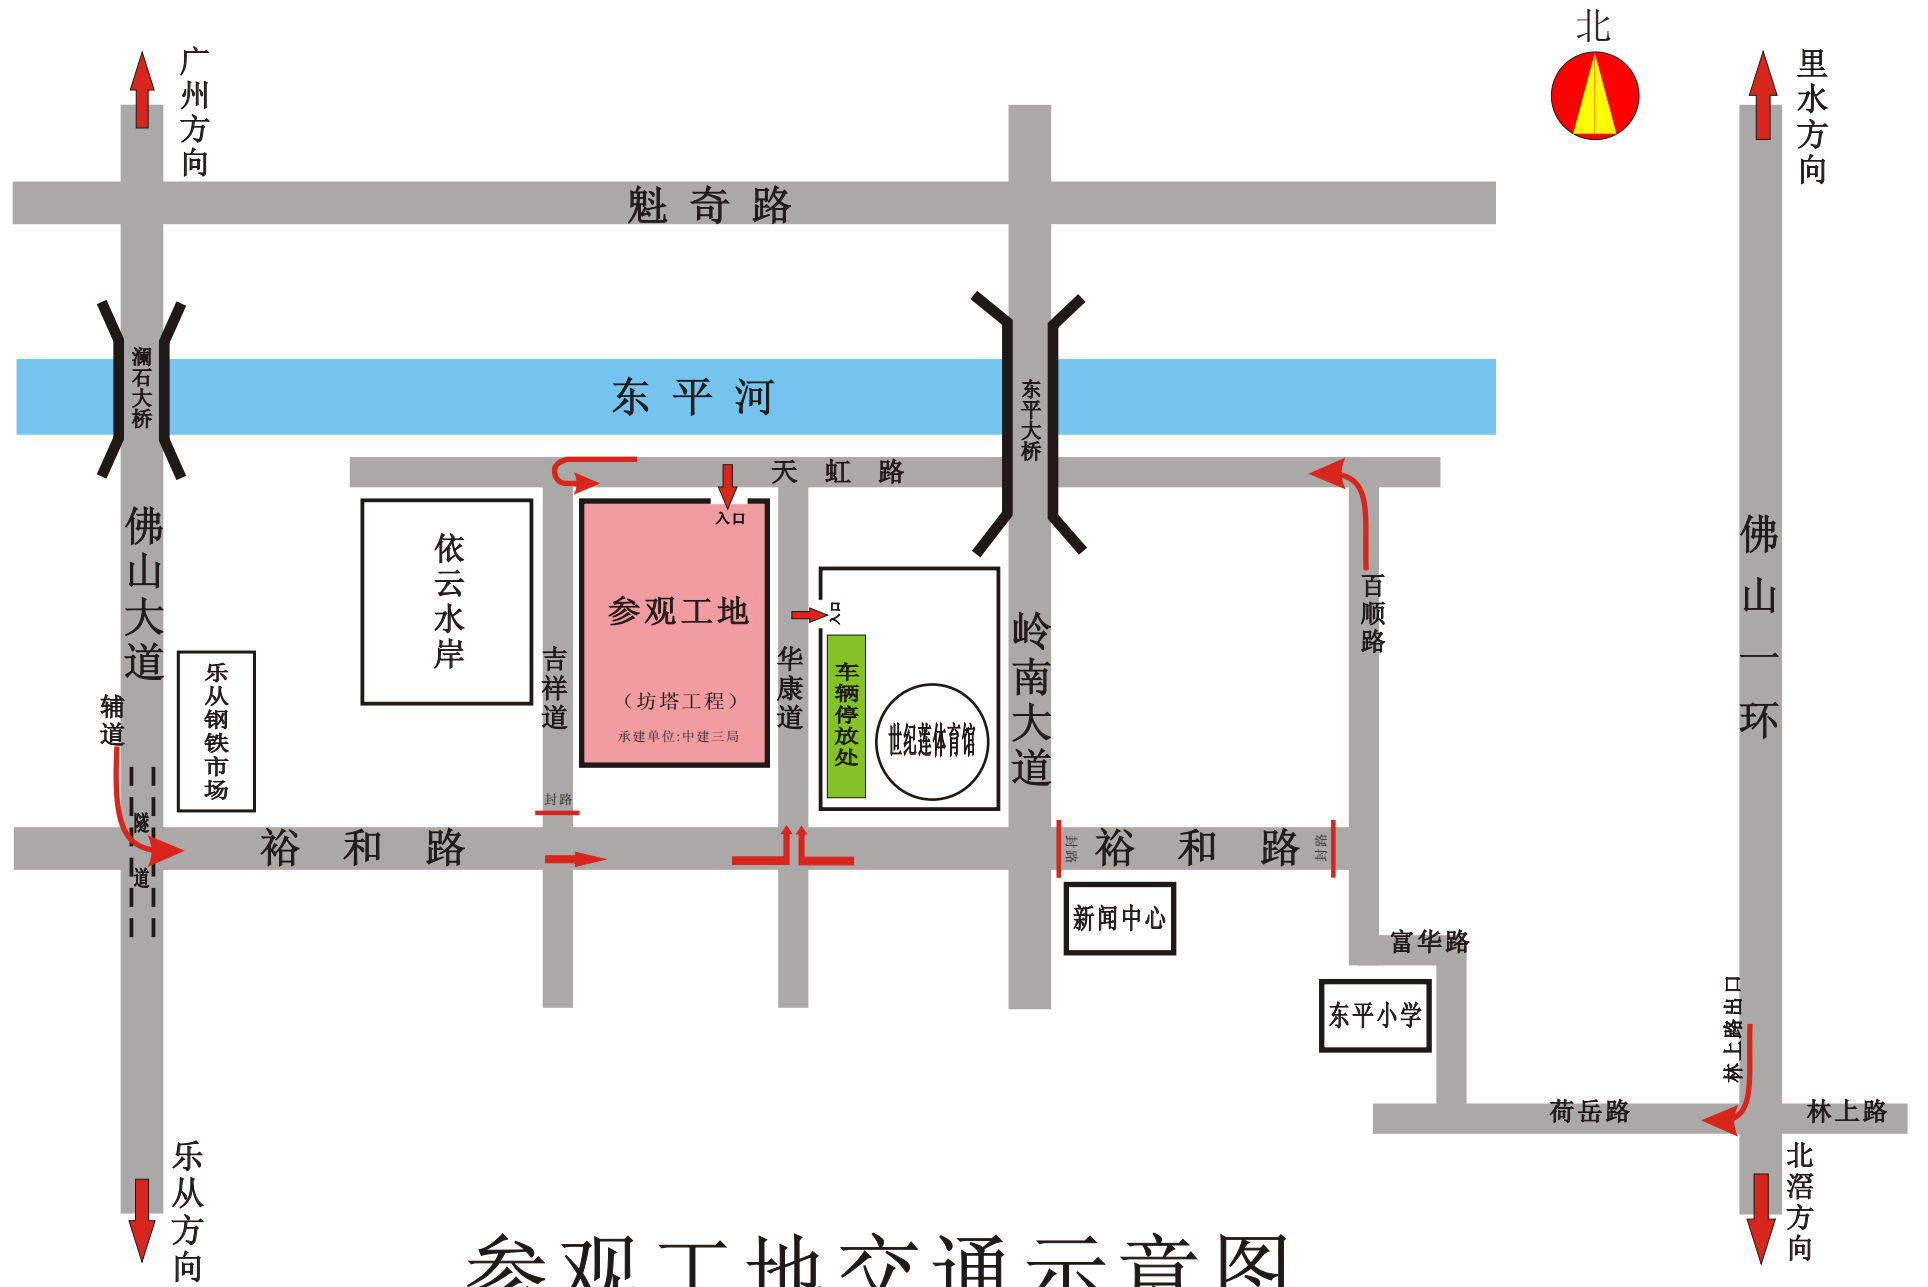 北
广州方向
里水方向
魁奇路
澜石大桥
东平河
东平大桥
天虹路
入口
佛山大道
依云水岸
参观工地
（坊塔工程）
承建单位:中建三局
吉祥道
华康道
入口
车辆停放处
世纪莲体育馆
岭南大道
百顺路
佛山一环
辅道
乐从钢铁市场
隧道
封路
裕和路
封路
裕和路
封路
新闻中心
富华路
东平小学
林上路出口
荷岳路
林上路
乐从方向
北滘方向
参观工地交通示意图